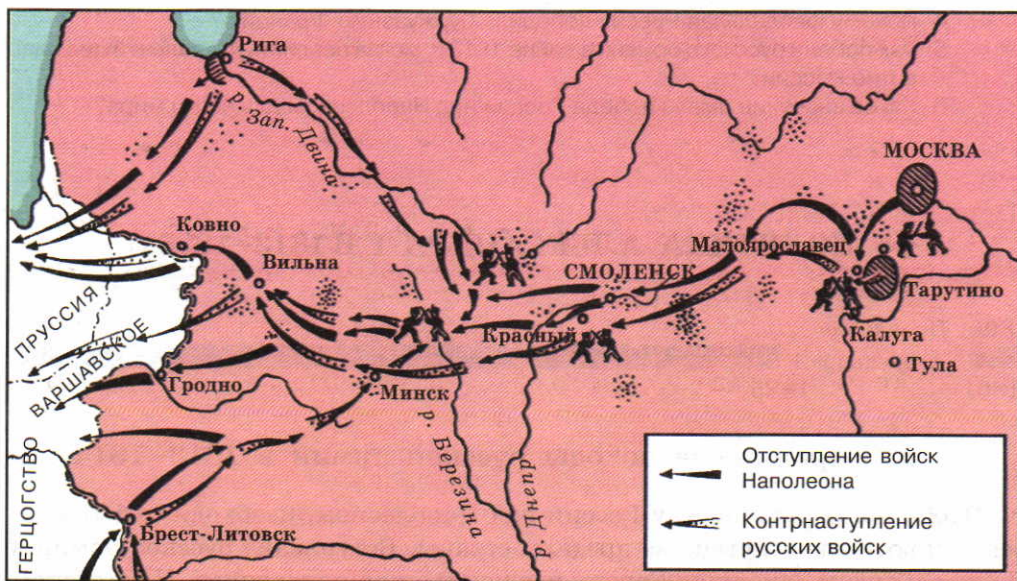 Рига
р. Зап. Двина
МОСКВА
Ковно
Вильна
Малоярославец
СМОЛЕНСК
Тарутино
ПРУССИЯ
Красный
Калуга
ВАРШАВСКОЕ
Гродно
Минск
Тула
р. Березина
р. Днепр
ГЕРЦОГСТВО
Брест-Литовск
Отступление войск
Наполеона
Контрнаступление
русских войск